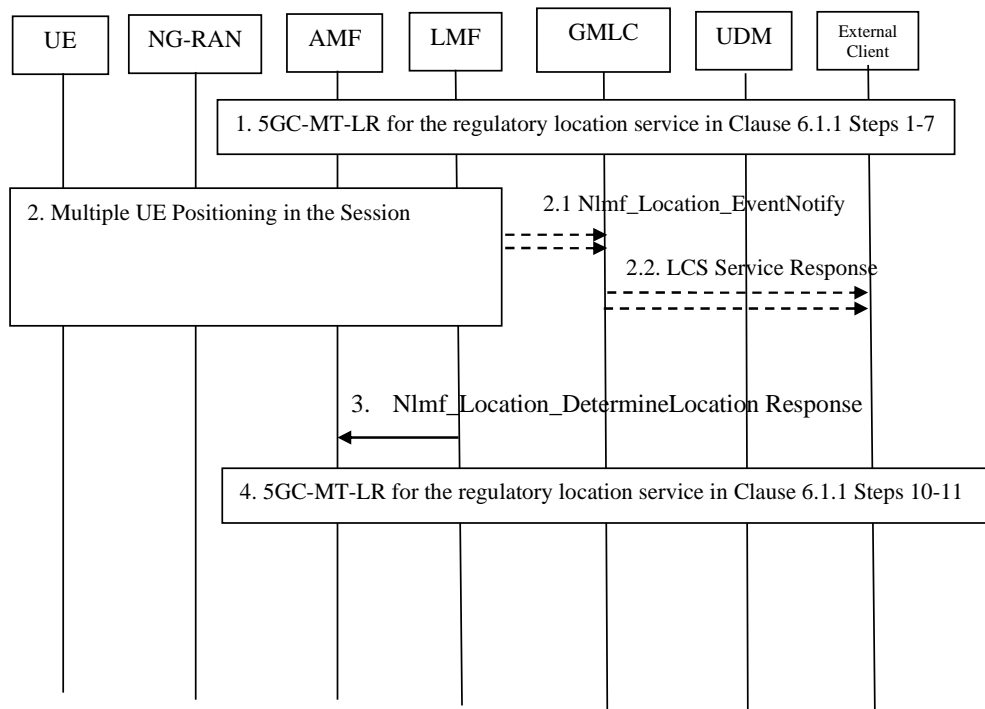 UE
NG-RAN
AMF
LMF
GMLC
UDM
External
Client
1. 5GC-MT-LR for the regulatory location service in Clause 6.1.1 Steps 1-7
2. Multiple UE Positioning in the Session
2.1 Nlmf_Location_EventNotify
2.2. LCS Service Response
3. Nlmf_Location_DetermineLocation Response
4. 5GC-MT-LR for the regulatory location service in Clause 6.1.1 Steps 10-11